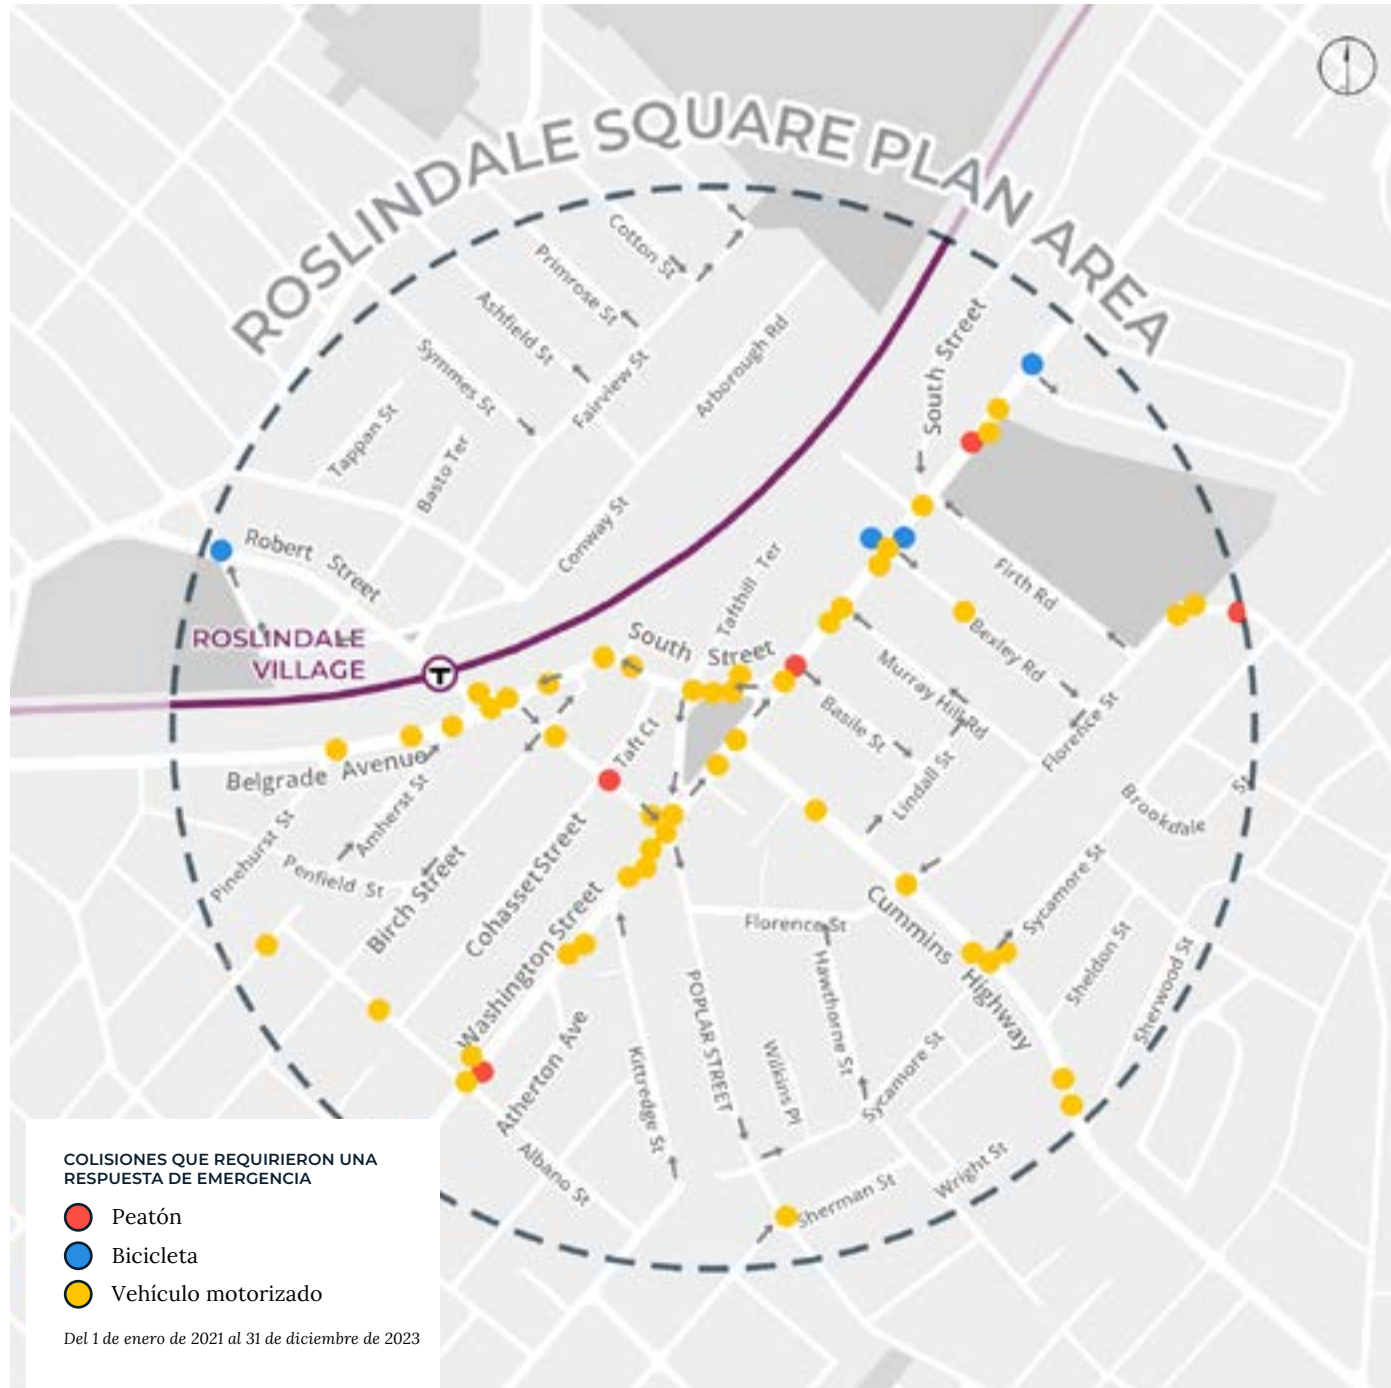 ROSLINDALE SQUARE PLAN AREA
Cotton St
Primrose St
Ashfield St
Symmes St
Fairview St
Arborough Rd
Tappan St
Basto Ter
Conway St
South Street
Robert Street
ROSLINDALE
VILLAGE
T
Tafthill Ter
South Street
Firth Rd
Bexley Rd
Murray Hill Rd
Basile St
Lindall St
Florence St
Taft Ct
Belgrade Avenue
Amherst St
Pinehurst St
Penfield St
Birch Street
Cohasset Street
Washington Street
Brookdale St
Sycamore St
Cummins Highway
Florence St
Sheldon St
Sherwood St
Hawthorne St
POPLAR STREET
Wilkins Pl
Kittredge St
Atherton Ave
Sycamore St
Albano St
Sherman St
Wright St
COLISIONES QUE REQUIRIERON UNA
RESPUESTA DE EMERGENCIA
Peatón
Bicicleta
Vehículo motorizado
Del 1 de enero de 2021 al 31 de diciembre de 2023